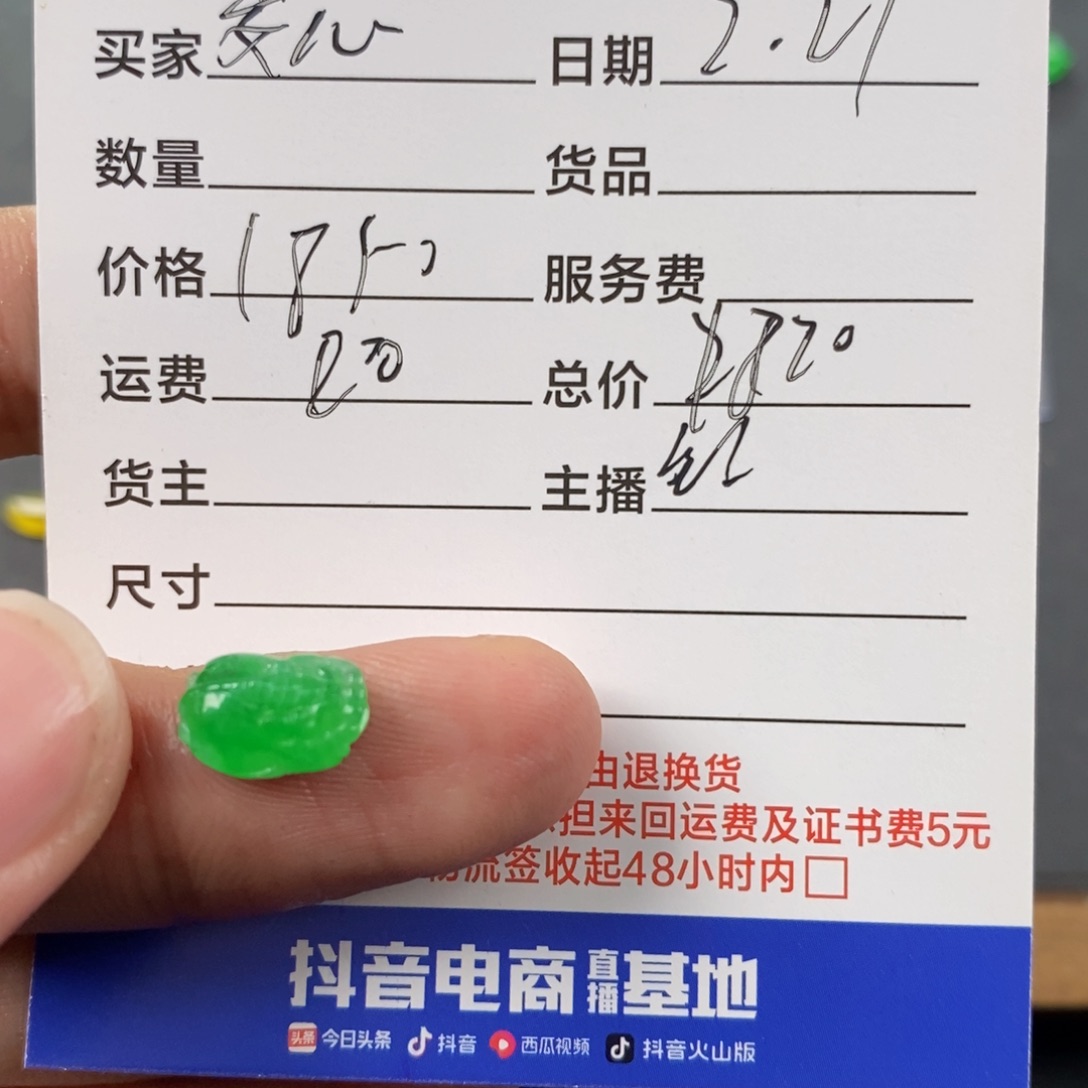 买家 日期
数量 货品
价格 1850 服务费
运费 20 总价
货主 主播
尺寸
由退换货
担来回运费及证书费5元
流签收起48小时内
抖音电商直播基地
头条 今日头条 抖音 西瓜视频 抖音火山版